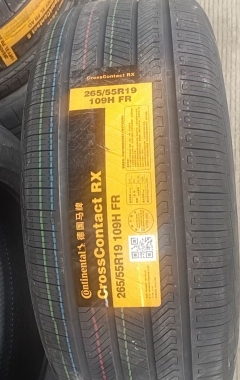 CrossContact RX
265/55R19
109H FR
Continental 德国马牌
CrossContact RX
265/55R19 109H FR